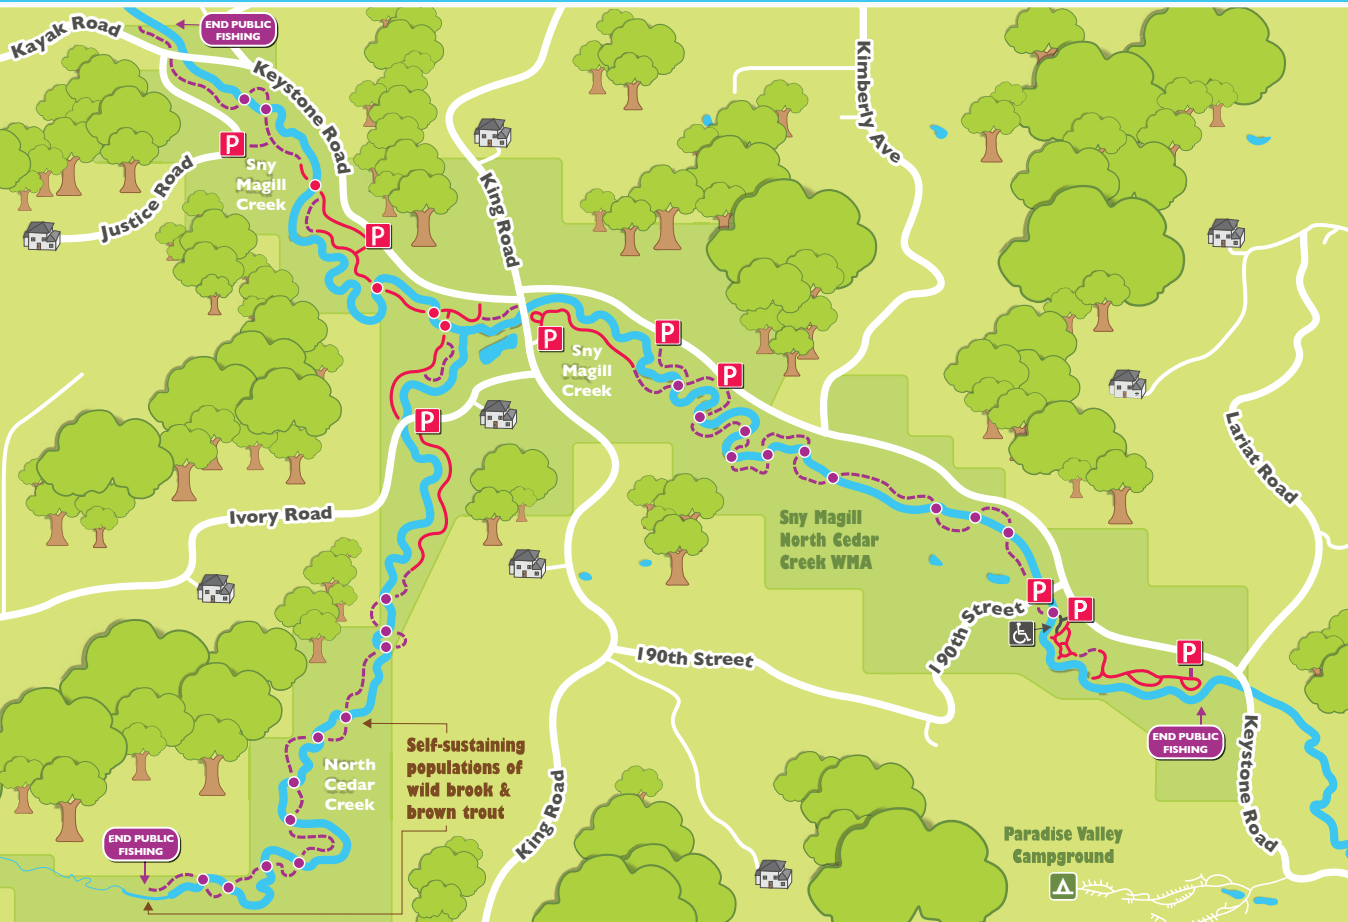 END PUBLIC
FISHING
Kayak Road
Keystone Road
Kimberly Ave
P
Justice Road
Sny
Magill
Creek
King Road
P
P
P
Sny
Magill
Creek
P
P
Lariat Road
Ivory Road
Sny Magill
North Cedar
Creek WMA
P
P
190th Street
190th Street
P
END PUBLIC
FISHING
Self-sustaining
populations of
wild brook &
brown trout
North
Cedar
Creek
King Road
Keystone Road
END PUBLIC
FISHING
Paradise Valley
Campground